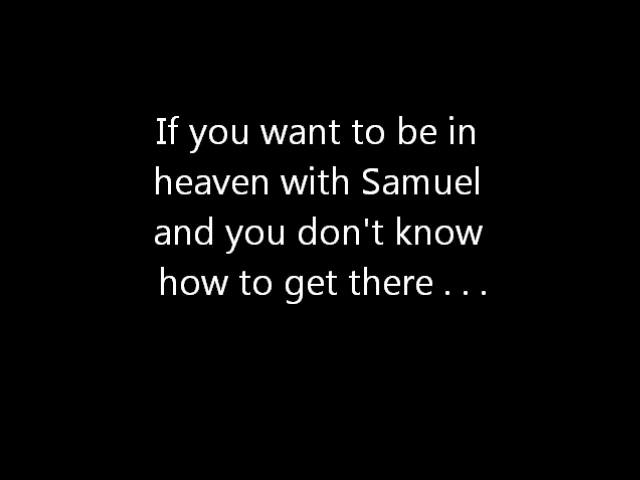 If you want to be in
heaven with Samuel
and you don't know
how to get there . . .